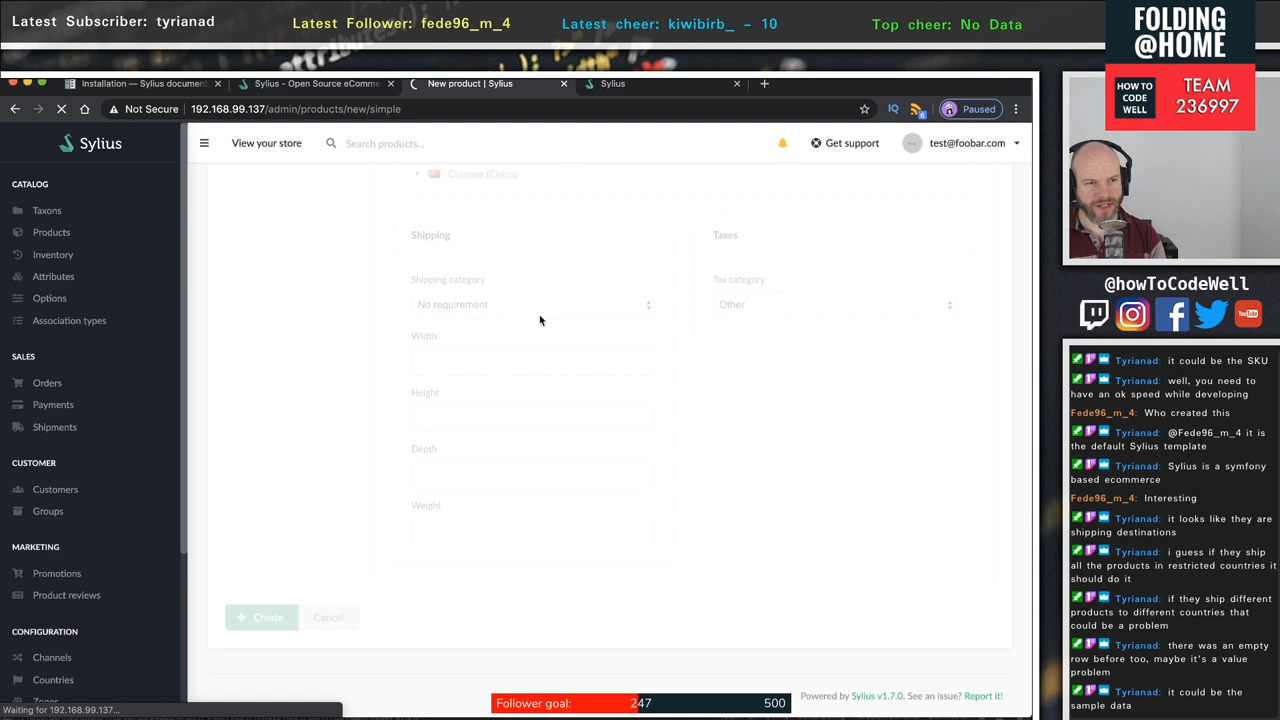 Latest Subscriber: tyrianad
Latest Follower: fede96_m_4
Latest cheer: kiwibirb_ - 10
Top cheer: No Data
FOLDING
@HOME
HOW TO
CODE
WELL
TEAM
236997
Installation — Sylius document
Sylius - Open Source eComme
New product | Sylius
Sylius
Not Secure
192.168.99.137/admin/products/new/simple
IQ
6
Paused
Sylius
View your store
Search products...
Get support
test@foobar.com
CATALOG
Taxons
Products
Inventory
Attributes
Options
Association types
SALES
Orders
Payments
Shipments
CUSTOMER
Customers
Groups
MARKETING
Promotions
Product reviews
CONFIGURATION
Channels
Countries
Zones
Waiting for 192.168.99.137...
Chinese (China)
Shipping
Shipping category
No requirement
Width
Height
Depth
Weight
Taxes
Tax category
Other
Create
Cancel
Powered by Sylius v1.7.0. See an issue? Report it!
Follower goal: 247 500
@howToCodeWell
You Tube
Tyrianad: it could be the SKU
Tyrianad: well, you need to
have an ok speed while developing
Fede96_m_4: Who created this
Tyrianad: @Fede96_m_4 it is
the default Sylius template
Tyrianad: Sylius is a symfony
based ecommerce
Fede96_m_4: Interesting
Tyrianad: it looks like they are
shipping destinations
Tyrianad: i guess if they ship
all the products in restricted countries it
should do it
Tyrianad: if they ship different
products to different countries that
could be a problem
Tyrianad: there was an empty
row before too, maybe it's a value
problem
Tyrianad: it could be the
sample data